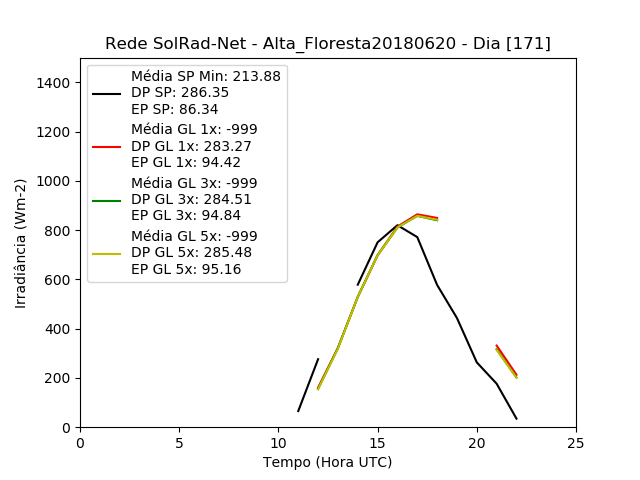 Rede SolRad-Net - Alta_Floresta20180620 - Dia [171]
Média SP Min: 213.88
DP SP: 286.35
EP SP: 86.34
Média GL 1x: -999
DP GL 1x: 283.27
EP GL 1x: 94.42
Média GL 3x: -999
DP GL 3x: 284.51
EP GL 3x: 94.84
Média GL 5x: -999
DP GL 5x: 285.48
EP GL 5x: 95.16
Irradiância (Wm-2)
1400
1200
1000
800
600
400
200
0
0 5 10 15 20 25
Tempo (Hora UTC)